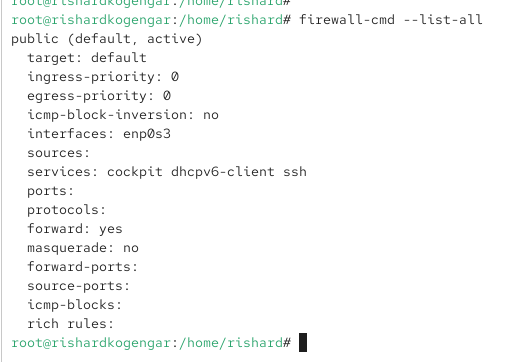 root@rishardkogengar:/home/rishard#
root@rishardkogengar:/home/rishard# firewall-cmd --list-all
public (default, active)
  target: default
  ingress-priority: 0
  egress-priority: 0
  icmp-block-inversion: no
  interfaces: enp0s3
  sources:
  services: cockpit dhcpv6-client ssh
  ports:
  protocols:
  forward: yes
  masquerade: no
  forward-ports:
  source-ports:
  icmp-blocks:
  rich rules:
root@rishardkogengar:/home/rishard#